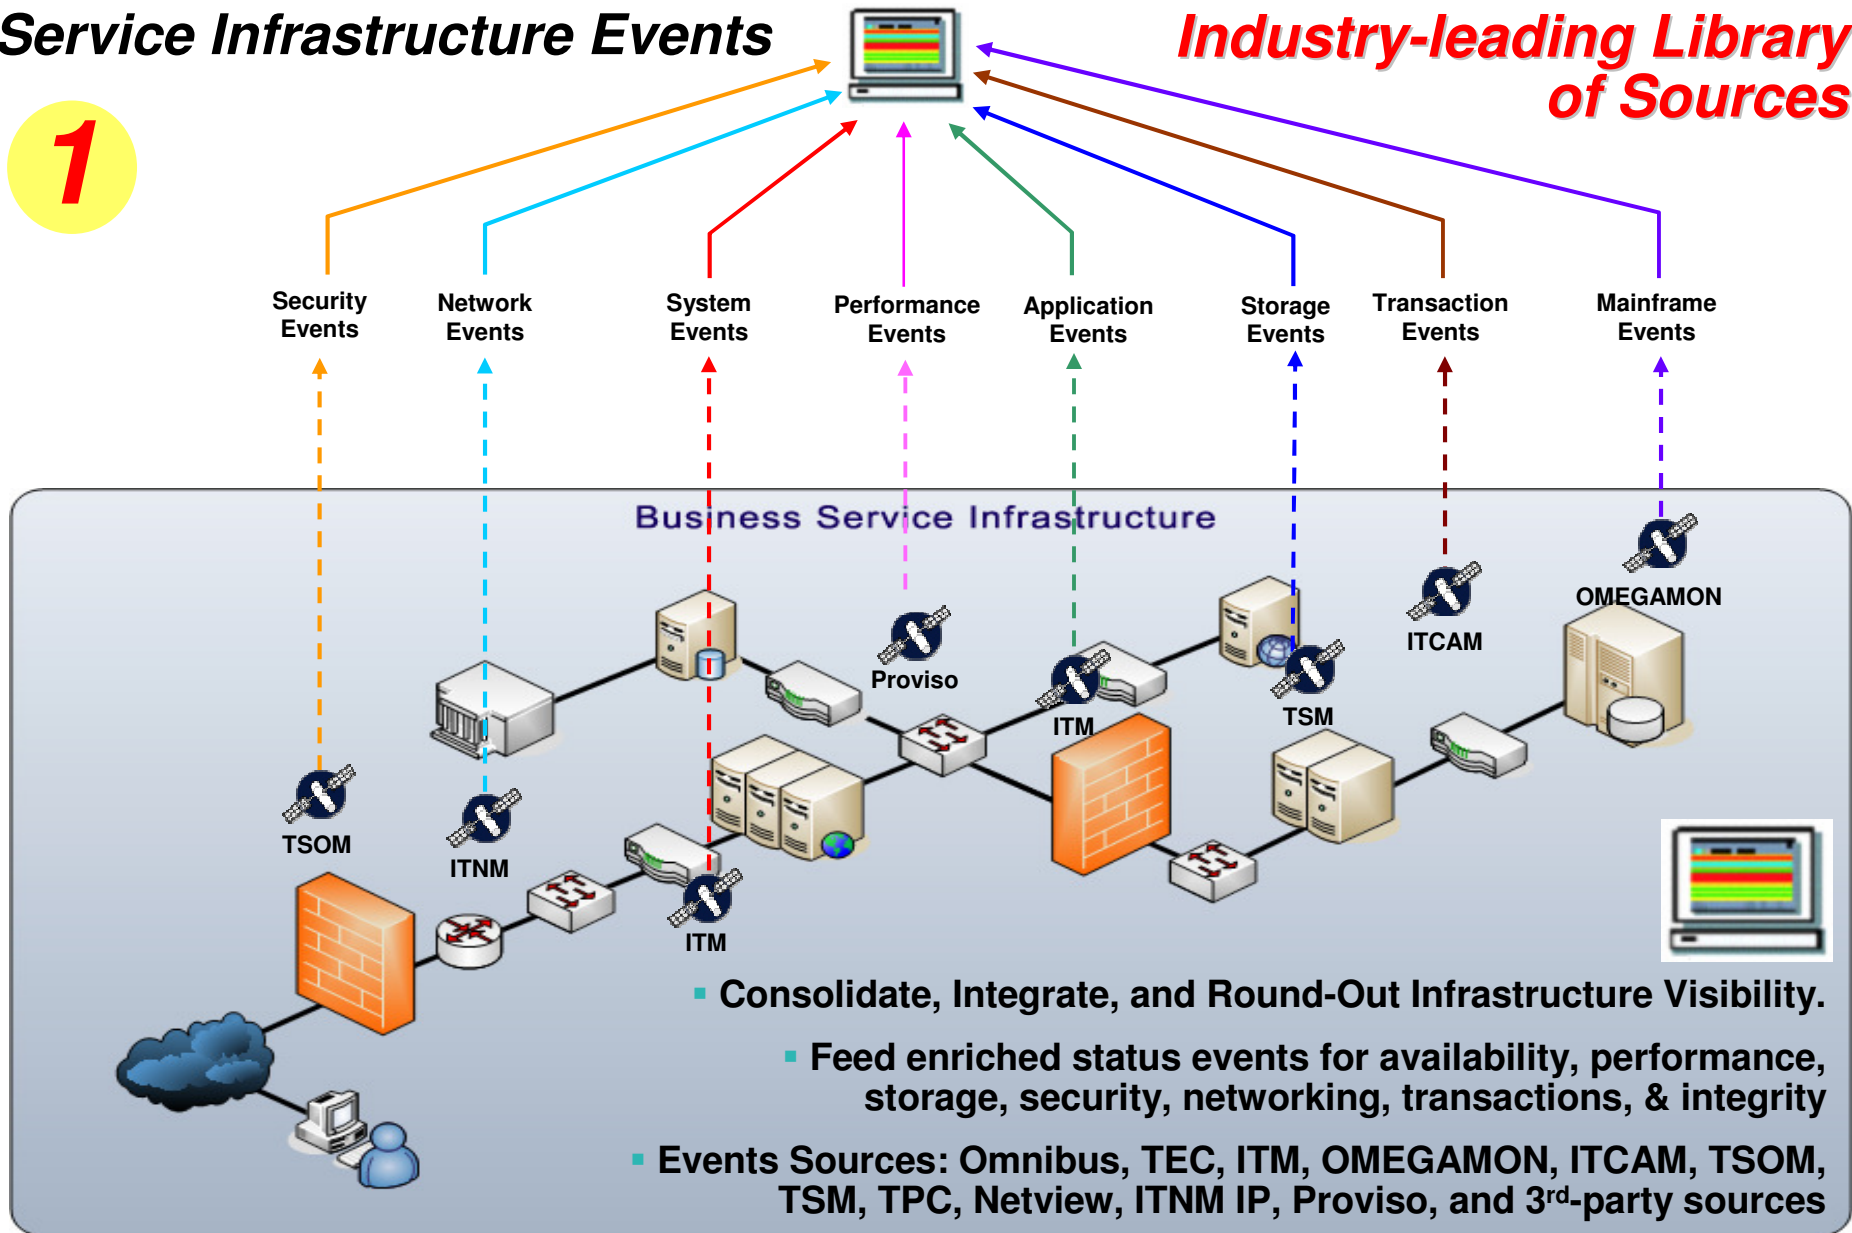 Service Infrastructure Events
Industry-leading Library
of Sources
1
Security
Events
Network
Events
System
Events
Performance
Events
Application
Events
Storage
Events
Transaction
Events
Mainframe
Events
Business Service Infrastructure
OMEGAMON
ITCAM
Proviso
TSM
ITM
TSOM
ITNM
ITM
▪ Consolidate, Integrate, and Round-Out Infrastructure Visibility.
▪ Feed enriched status events for availability, performance,
storage, security, networking, transactions, & integrity
▪ Events Sources: Omnibus, TEC, ITM, OMEGAMON, ITCAM, TSOM,
TSM, TPC, Netview, ITNM IP, Proviso, and 3rd-party sources